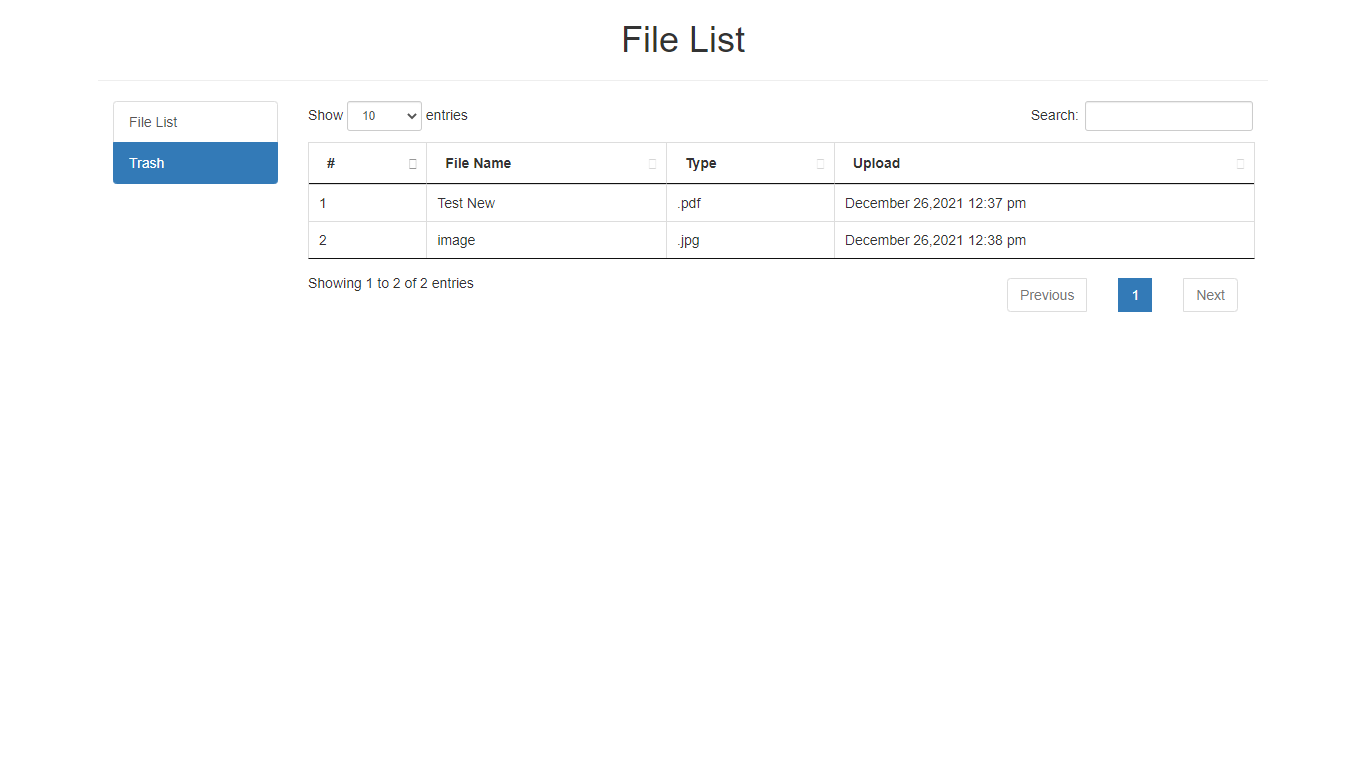 File List
File List
Trash
Show 10 entries
Search:
# File Name Type Upload
1 Test New .pdf December 26,2021 12:37 pm
2 image .jpg December 26,2021 12:38 pm
Showing 1 to 2 of 2 entries
Previous 1 Next